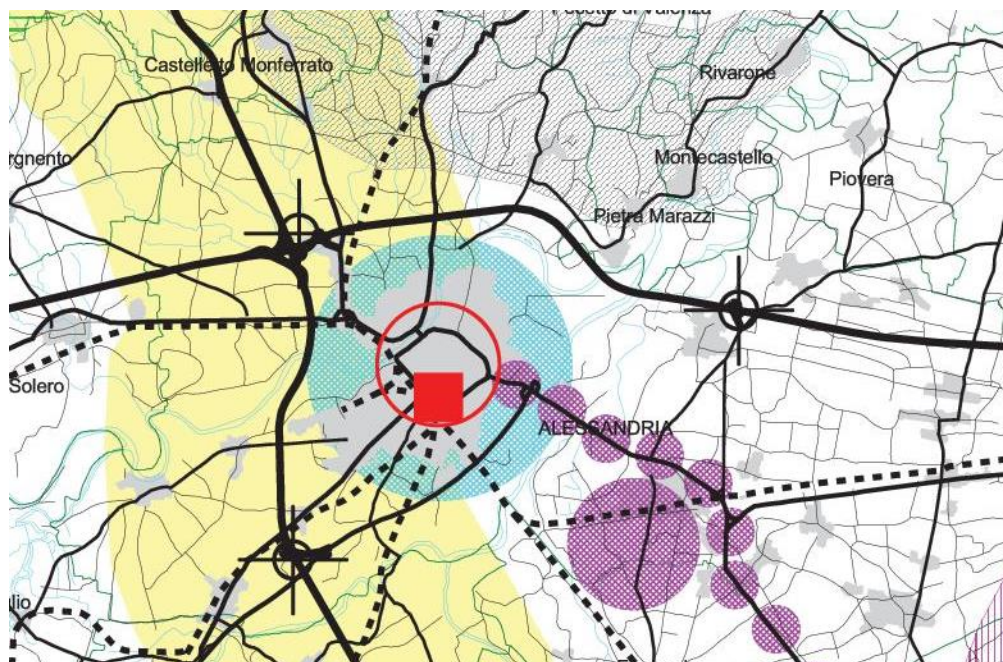 Castelletto Monferrato
Rivarone
Montecastello
Piovera
Pietra Marazzi
Solero
ALESSANDRIA